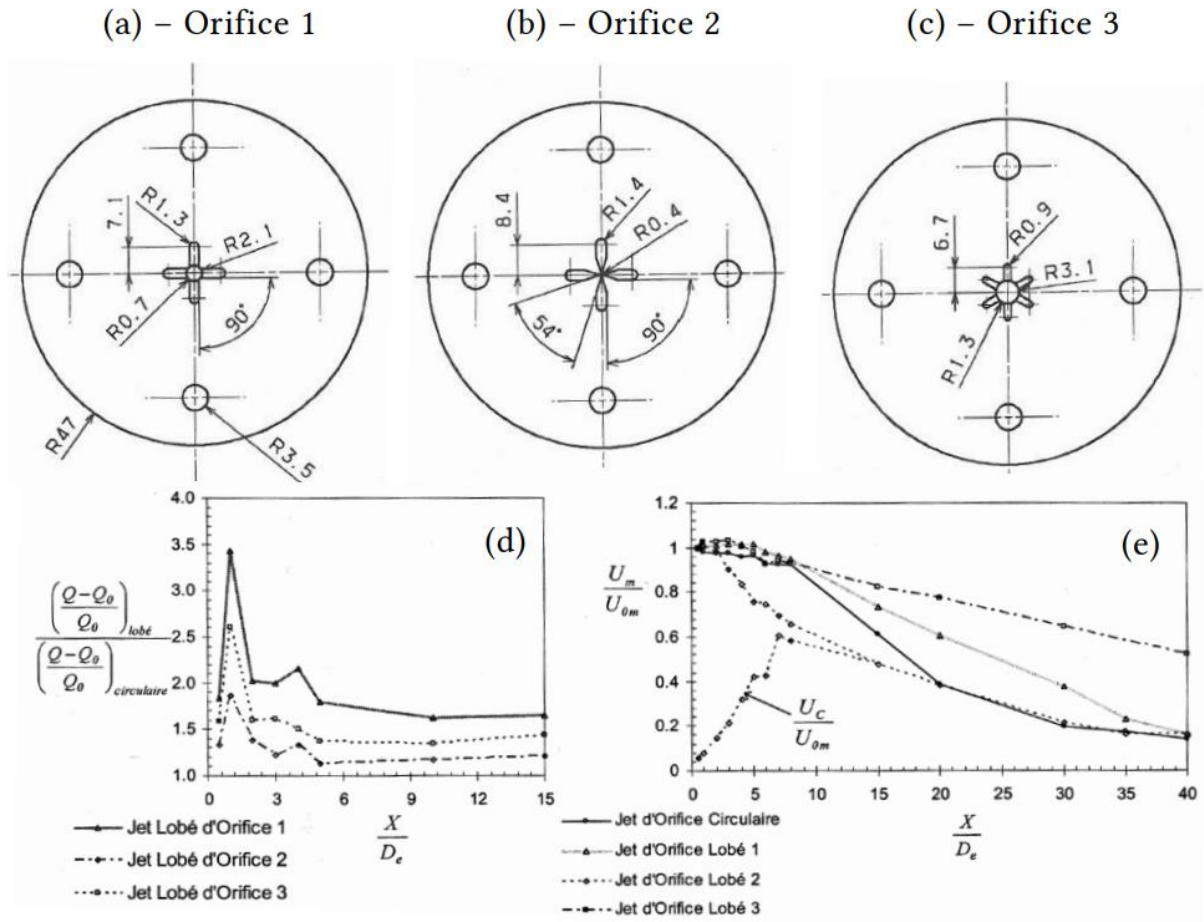 (a) – Orifice 1
(b) – Orifice 2
(c) – Orifice 3
7.1
R1.3
R2.1
R0.7
90°
R47
R3.5
8.4
R1.4
R0.4
54°
90°
6.7
R0.9
R3.1
R1.3
(d)
4.0
3.5
3.0
2.5
2.0
1.5
1.0
(Q-Q₀/Q₀)lobé
(Q-Q₀/Q₀)circulaire
0 3 6 9 12 15
X/Dₑ
Jet Lobé d'Orifice 1
Jet Lobé d'Orifice 2
Jet Lobé d'Orifice 3
(e)
1.2
1
0.8
0.6
0.4
0.2
0
Uₘ/U₀ₘ
U_C/U₀ₘ
0 5 10 15 20 25 30 35 40
X/Dₑ
Jet d'Orifice Circulaire
Jet d'Orifice Lobé 1
Jet d'Orifice Lobé 2
Jet d'Orifice Lobé 3